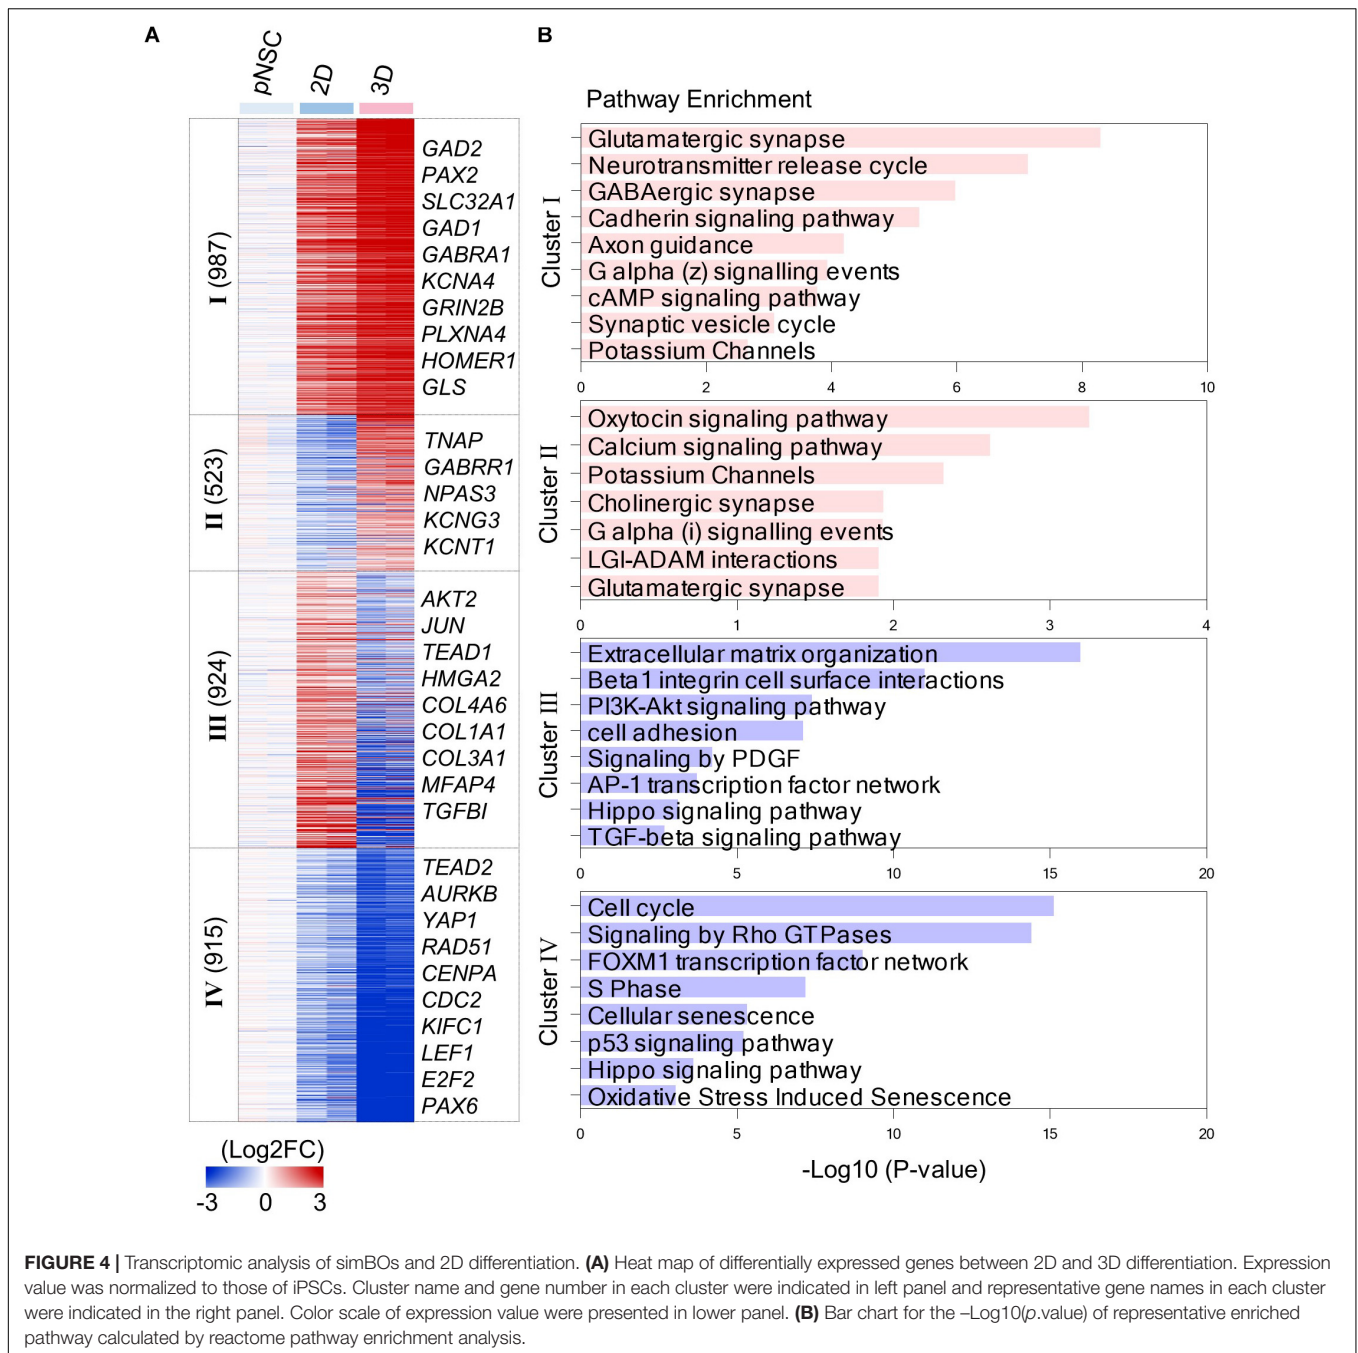 A
pNSC
2D
3D
I (987)
GAD2
PAX2
SLC32A1
GAD1
GABRA1
KCNA4
GRIN2B
PLXNA4
HOMER1
GLS
II (523)
TNAP
GABRR1
NPAS3
KCNG3
KCNT1
III (924)
AKT2
JUN
TEAD1
HMGA2
COL4A6
COL1A1
COL3A1
MFAP4
TGFBI
IV (915)
TEAD2
AURKB
YAP1
RAD51
CENPA
CDC2
KIFC1
LEF1
E2F2
PAX6
(Log2FC)
-3 0 3
B
Pathway Enrichment
Cluster I
Glutamatergic synapse
Neurotransmitter release cycle
GABAergic synapse
Cadherin signaling pathway
Axon guidance
G alpha (z) signalling events
cAMP signaling pathway
Synaptic vesicle cycle
Potassium Channels
0 2 4 6 8 10
Cluster II
Oxytocin signaling pathway
Calcium signaling pathway
Potassium Channels
Cholinergic synapse
G alpha (i) signalling events
LGI-ADAM interactions
Glutamatergic synapse
0 1 2 3 4
Cluster III
Extracellular matrix organization
Beta1 integrin cell surface interactions
PI3K-Akt signaling pathway
cell adhesion
Signaling by PDGF
AP-1 transcription factor network
Hippo signaling pathway
TGF-beta signaling pathway
0 5 10 15 20
Cluster IV
Cell cycle
Signaling by Rho GTPases
FOXM1 transcription factor network
S Phase
Cellular senescence
p53 signaling pathway
Hippo signaling pathway
Oxidative Stress Induced Senescence
0 5 10 15 20
-Log10 (P-value)
FIGURE 4 | Transcriptomic analysis of simBOs and 2D differentiation. (A) Heat map of differentially expressed genes between 2D and 3D differentiation. Expression
value was normalized to those of iPSCs. Cluster name and gene number in each cluster were indicated in left panel and representative gene names in each cluster
were indicated in the right panel. Color scale of expression value were presented in lower panel. (B) Bar chart for the –Log10(p.value) of representative enriched
pathway calculated by reactome pathway enrichment analysis.